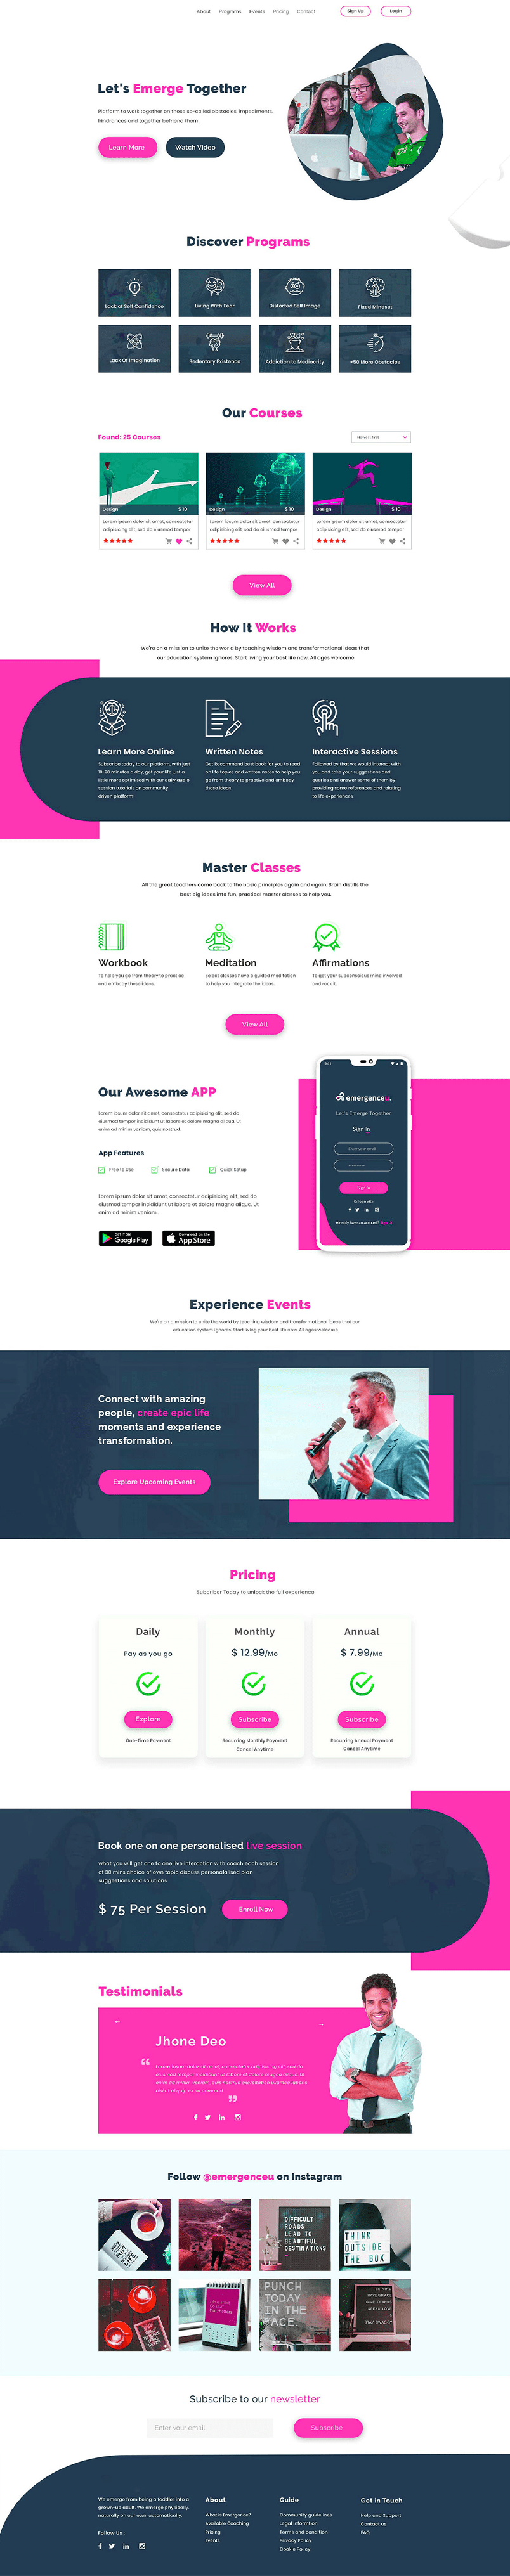 About Programs Events Pricing Contact Sign Up Login
Let's Emerge Together
Platform to work together on these so-called obstacles, impediments,
hindrances and together befriend them.
Learn More Watch Video
Discover Programs
Lack of Self Confidence Living With Fear Distorted Self Image Fixed Mindset
Lack Of Imagination Sedentary Existence Addiction to Mediocrity +50 More Obstacles
Our Courses
Found: 25 Courses Newest first
Design $ 10 Design $ 10 Design $ 10
Lorem ipsum dolor sit amet, consectetur Lorem ipsum dolor sit amet, consectetur Lorem ipsum dolor sit amet, consectetur
adipiscing elit, sed do eiusmod tempor adipiscing elit, sed do eiusmod tempor adipiscing elit, sed do eiusmod tempor
View All
How It Works
We're on a mission to unite the world by teaching wisdom and transformational ideas that
our education system ignores. Start living your best life now. All ages welcome
Learn More Online Written Notes Interactive Sessions
Subscribe today to our platform, with just Get Recommend best book for you to read Followed by that we would interact with
15-20 minutes a day, get your life just a on life topics and written notes to help you you and take your suggestions and
little more optimised with our daily audio go from theory to practice and embody queries and answer some of them by
session tutorials on community these ideas. providing some references and relating
driven platform to life experiences.
Master Classes
All the great teachers come back to the basic principles again and again. Brain distills the
best big ideas into fun, practical master classes to help you.
Workbook Meditation Affirmations
To help you go from theory to practice Select classes have a guided meditation To get your subconscious mind involved
and embody these ideas. to help you integrate the ideas. and rock it.
View All
Our Awesome APP
Lorem ipsum dolor sit amet, consectetur adipiscing elit, sed do
eiusmod tempor incididunt ut labore et dolore magna aliqua. Ut
enim ad minim veniam, quis nostrud
App Features
Free to Use Secure Data Quick Setup
Lorem ipsum dolor sit amet, consectetur adipiscing elit, sed do
eiusmod tempor incididunt ut labore et dolore magna aliqua. Ut
enim ad minim veniam,
GET IT ON Google Play Download on the App Store
9:41
emergenceu.
Let's Emerge Together
Sign In
Enter your email
Sign In
Or sign in with
Already have an account? Sign up
Experience Events
We're on a mission to unite the world by teaching wisdom and transformational ideas that our
education system ignores. Start living your best life now. All ages welcome
Connect with amazing
people, create epic life
moments and experience
transformation.
Explore Upcoming Events
Pricing
Subscriber Today to unlock the full experience
Daily Monthly Annual
Pay as you go $ 12.99/Mo $ 7.99/Mo
Explore Subscribe Subscribe
One-Time Payment Recurring Monthly Payment Recurring Annual Payment
Cancel Anytime Cancel Anytime
Book one on one personalised live session
what you will get one to one live interaction with coach each session
of 30 mins choice of own topic discuss personalised plan
suggestions and solutions
$ 75 Per Session Enroll Now
Testimonials
Jhone Deo
“
Lorem ipsum dolor sit amet, consectetur adipiscing elit, sed do
eiusmod tempor incididunt ut labore et dolore magna aliqua. Ut
enim ad minim veniam, quis nostrud exercitation ullamco laboris
nisi ut aliquip ex ea commodo.
”
Follow @emergenceu on Instagram
DIFFICULT
ROADS
LEAD TO
BEAUTIFUL
DESTINATIONS
THINK
OUTSIDE
THE BOX
LIFE
PUNCH
TODAY
IN THE
FACE.
Subscribe to our newsletter
Enter your email Subscribe
We emerge from being a toddler into a
grown-up adult. We emerge physically,
naturally on our own, automatically.
Follow Us :
About
What is Emergence?
Available Coaching
Pricing
Events
Guide
Community guidelines
Legal Information
Terms and condition
Privacy Policy
Cookie Policy
Get in Touch
Help and Support
Contact us
FAQ